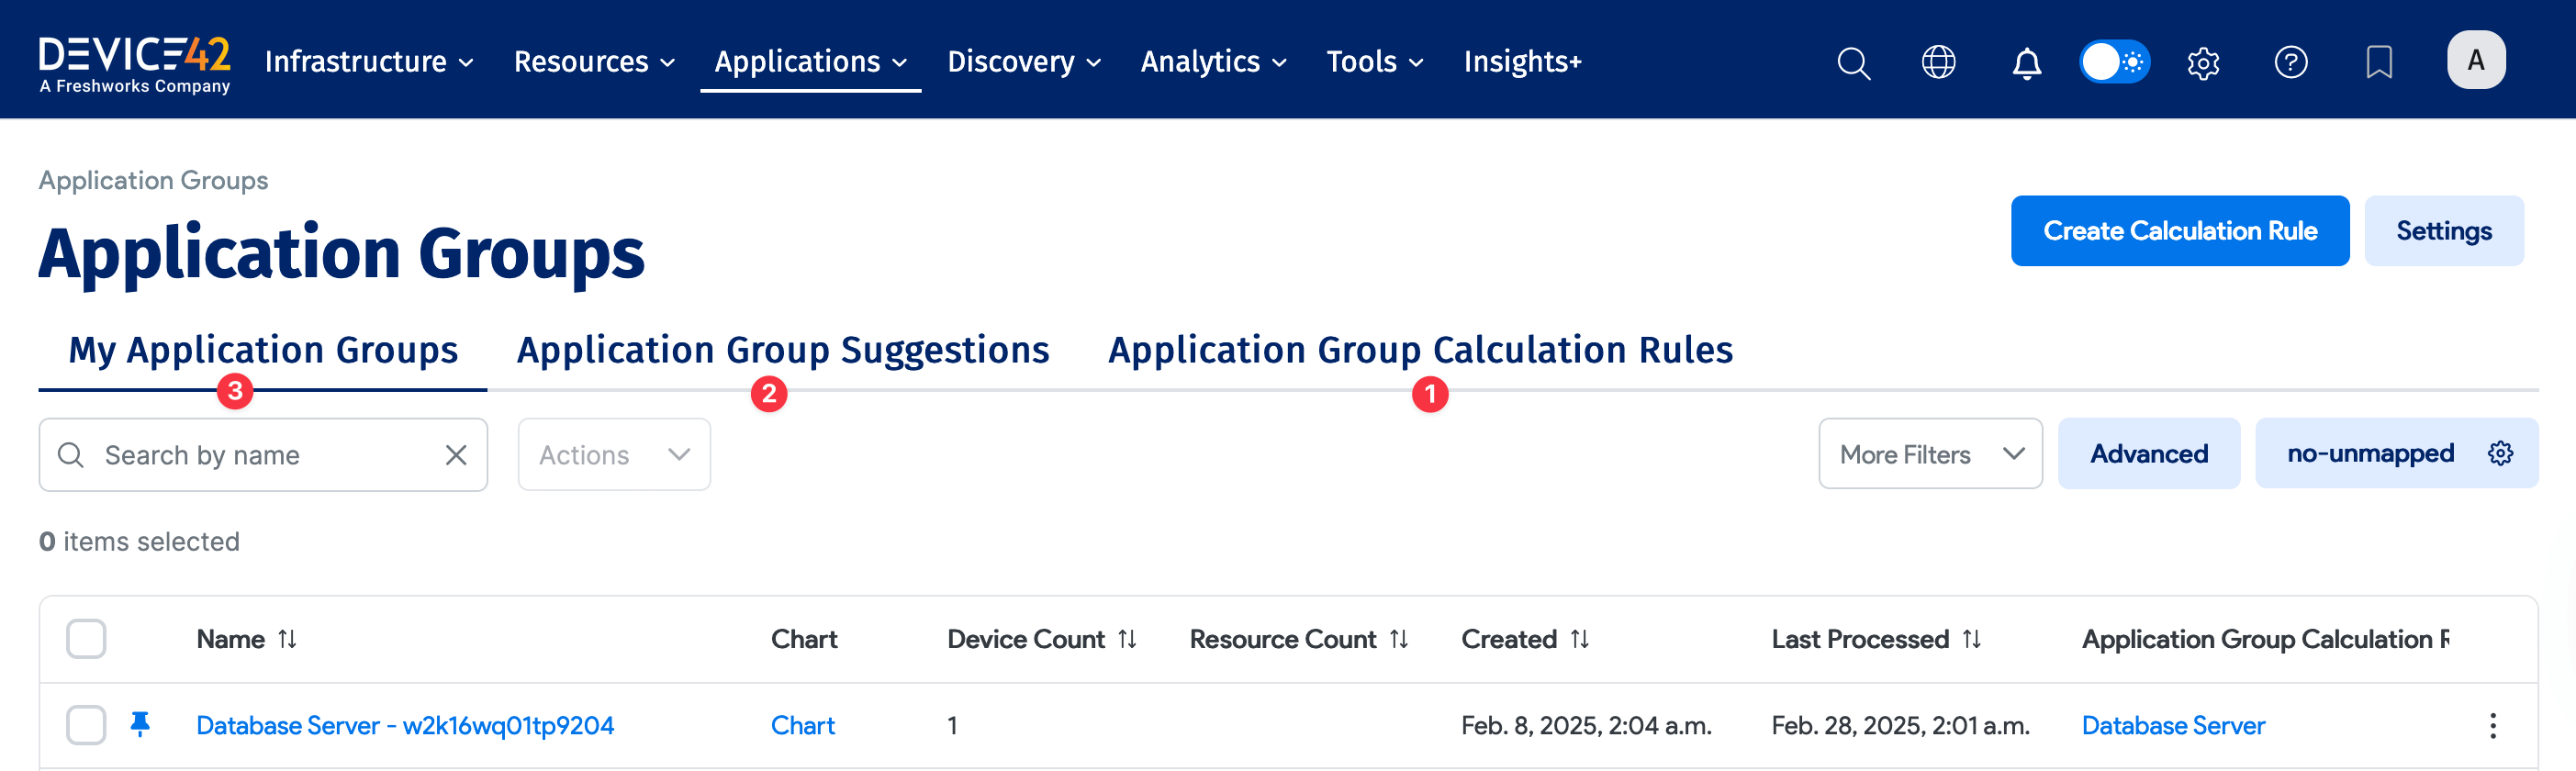 DEVICE42
A Freshworks Company
Infrastructure Resources Applications Discovery Analytics Tools Insights+ A
Application Groups
Application Groups
Create Calculation Rule Settings
My Application Groups Application Group Suggestions Application Group Calculation Rules
3 2 1
Search by name Actions More Filters Advanced no-unmapped
0 items selected
Name Chart Device Count Resource Count Created Last Processed Application Group Calculation
Database Server - w2k16wq01tp9204 Chart 1 Feb. 8, 2025, 2:04 a.m. Feb. 28, 2025, 2:01 a.m. Database Server